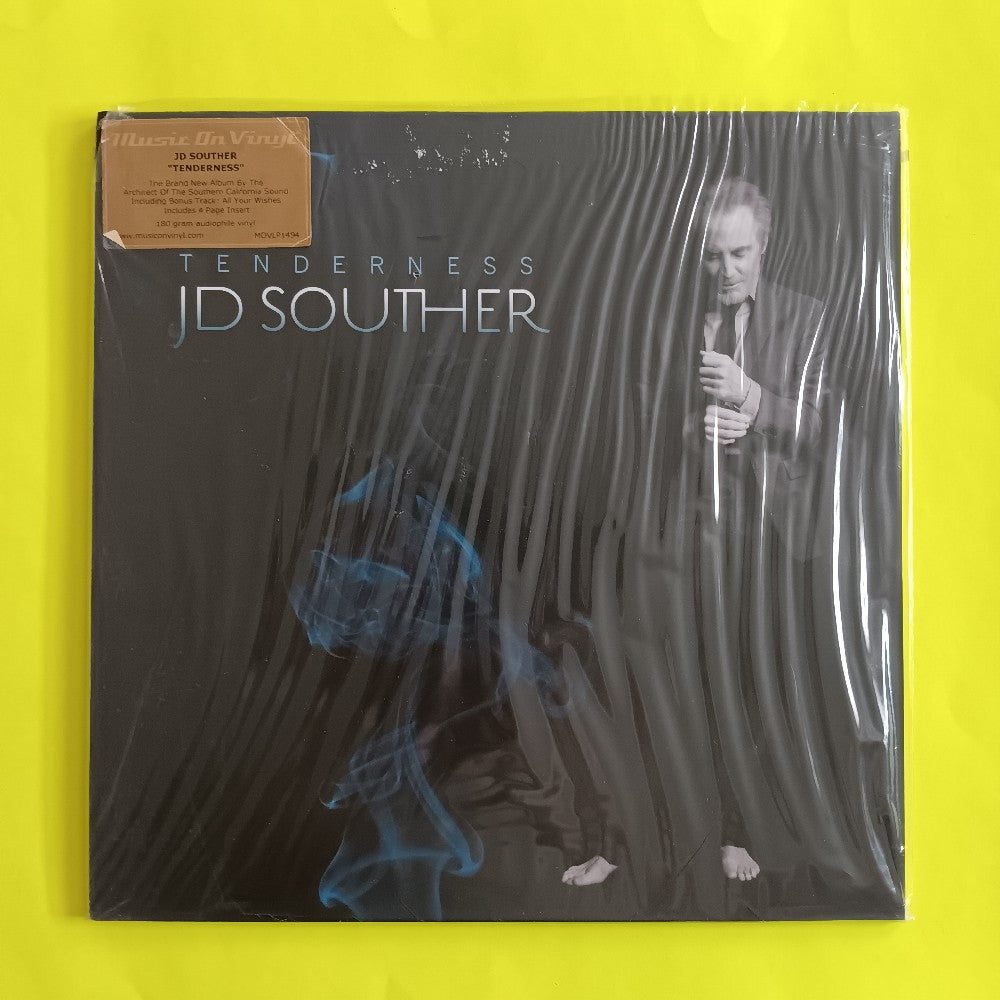 Music On Vinyl
JD SOUTHER
"TENDERNESS"
The Brand New Album By The
Architect Of The Southern California Sound
Including Bonus Track: All Your Wishes
Includes 4 Page Insert
180 gram audiophile vinyl
www.musiconvinyl.com MOVLP1494
TENDERNESS
JD SOUTHER